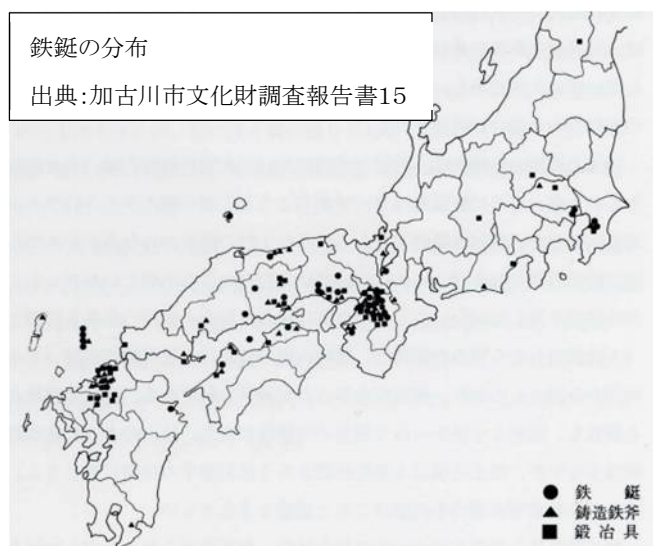 鉄鋌の分布
出典:加古川市文化財調査報告書15
● 鉄鋌
▲ 鋳造鉄斧
■ 鍛冶具